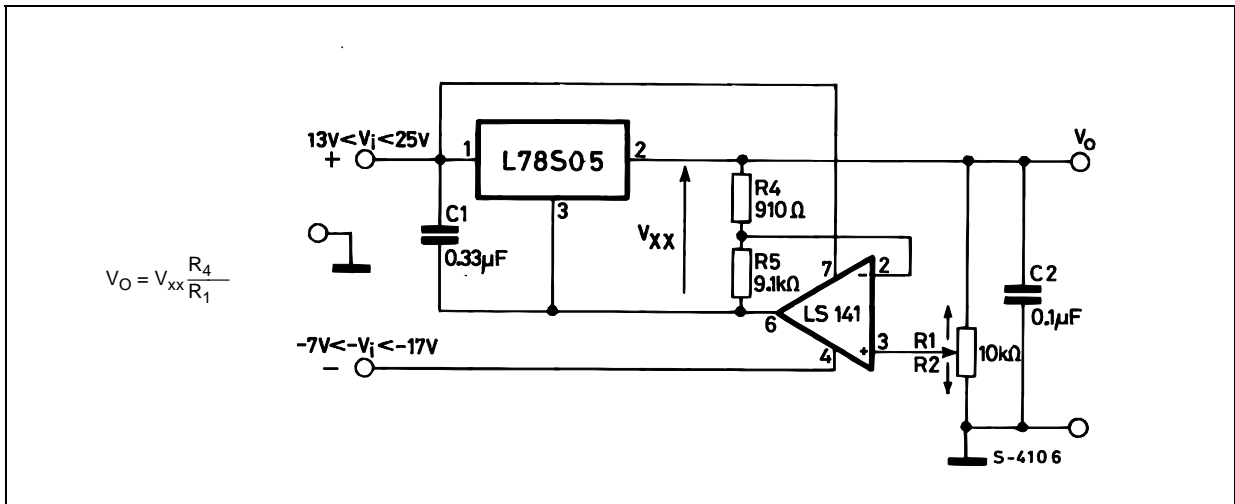 13V<Vi<25V
+
1
L78S05
2
3
VO
C1
0.33µF
VXX
R4
910Ω
R5
9.1kΩ
7
2
-
LS 141
6
3
+
4
R1
R2
10kΩ
C2
0.1µF
VO = Vxx R4
R1
-7V<-Vi<-17V
−
S-4106